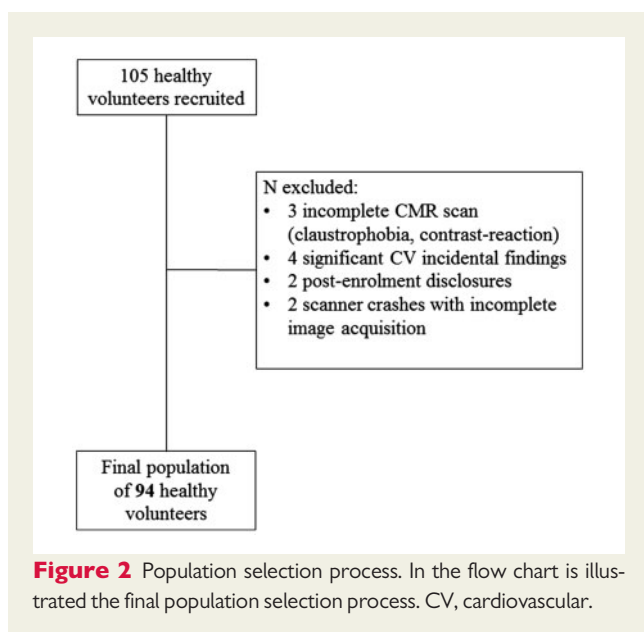 105 healthy
volunteers recruited
N excluded:
• 3 incomplete CMR scan
(claustrophobia, contrast-reaction)
• 4 significant CV incidental findings
• 2 post-enrolment disclosures
• 2 scanner crashes with incomplete
image acquisition
Final population
of 94 healthy
volunteers
Figure 2 Population selection process. In the flow chart is illus-
trated the final population selection process. CV, cardiovascular.